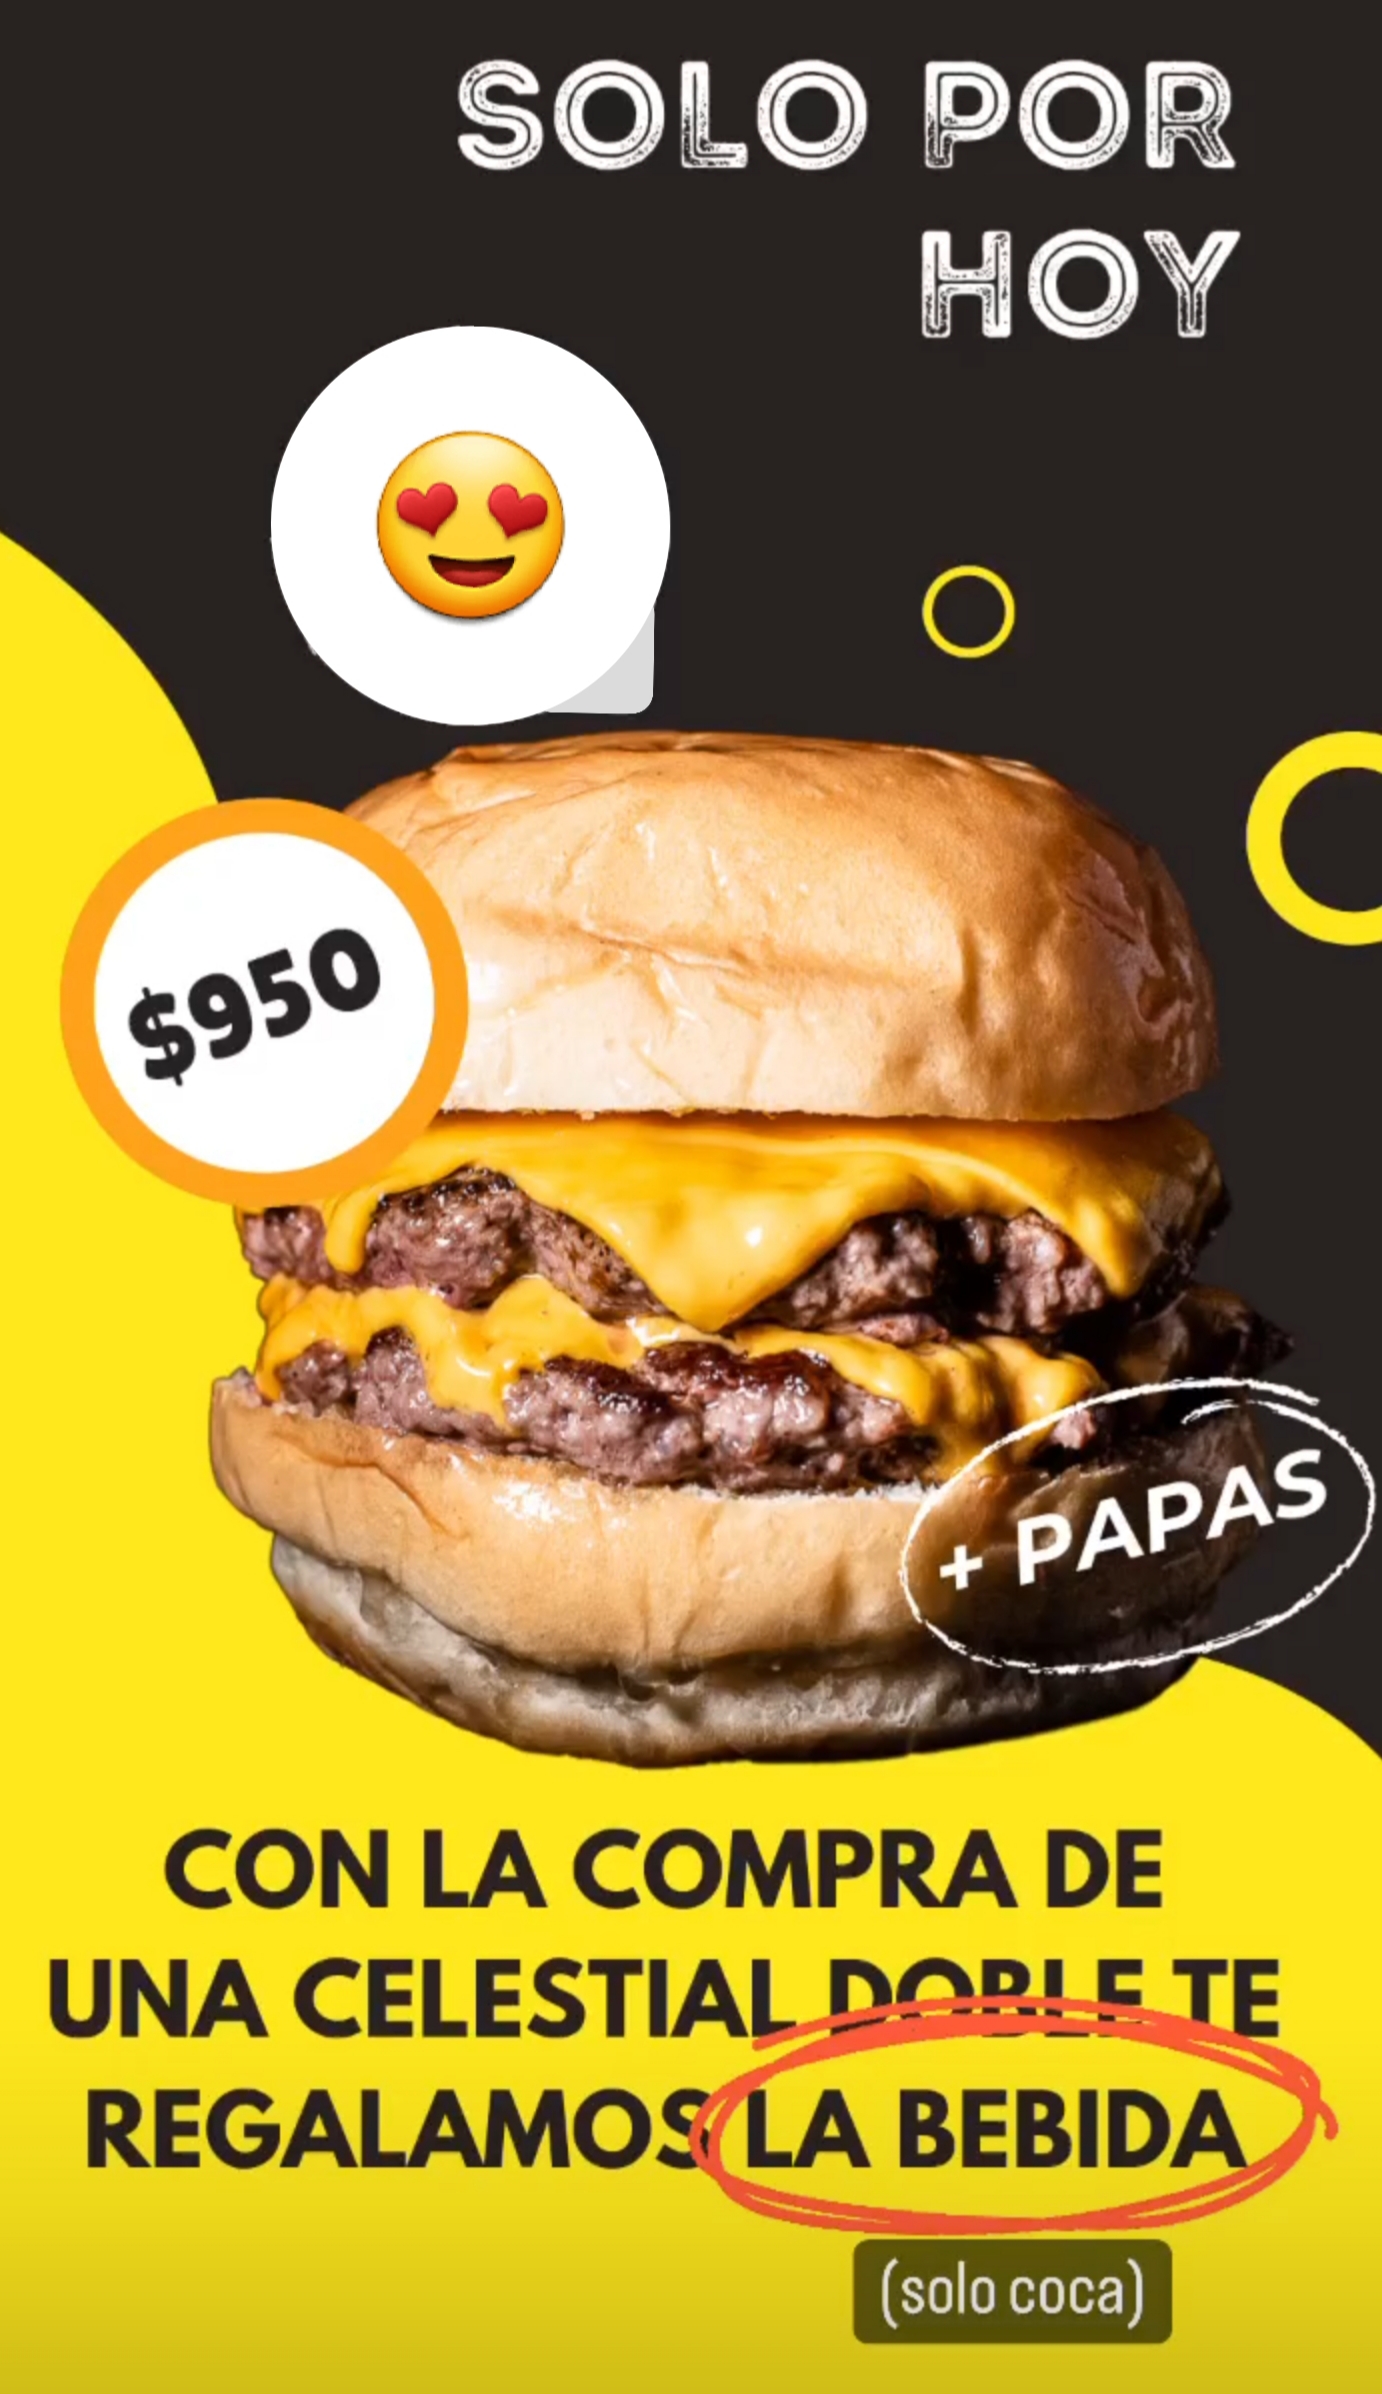 SOLO POR
HOY
$950
+ PAPAS
CON LA COMPRA DE
UNA CELESTIAL DOBLE TE
REGALAMOS LA BEBIDA
(solo coca)